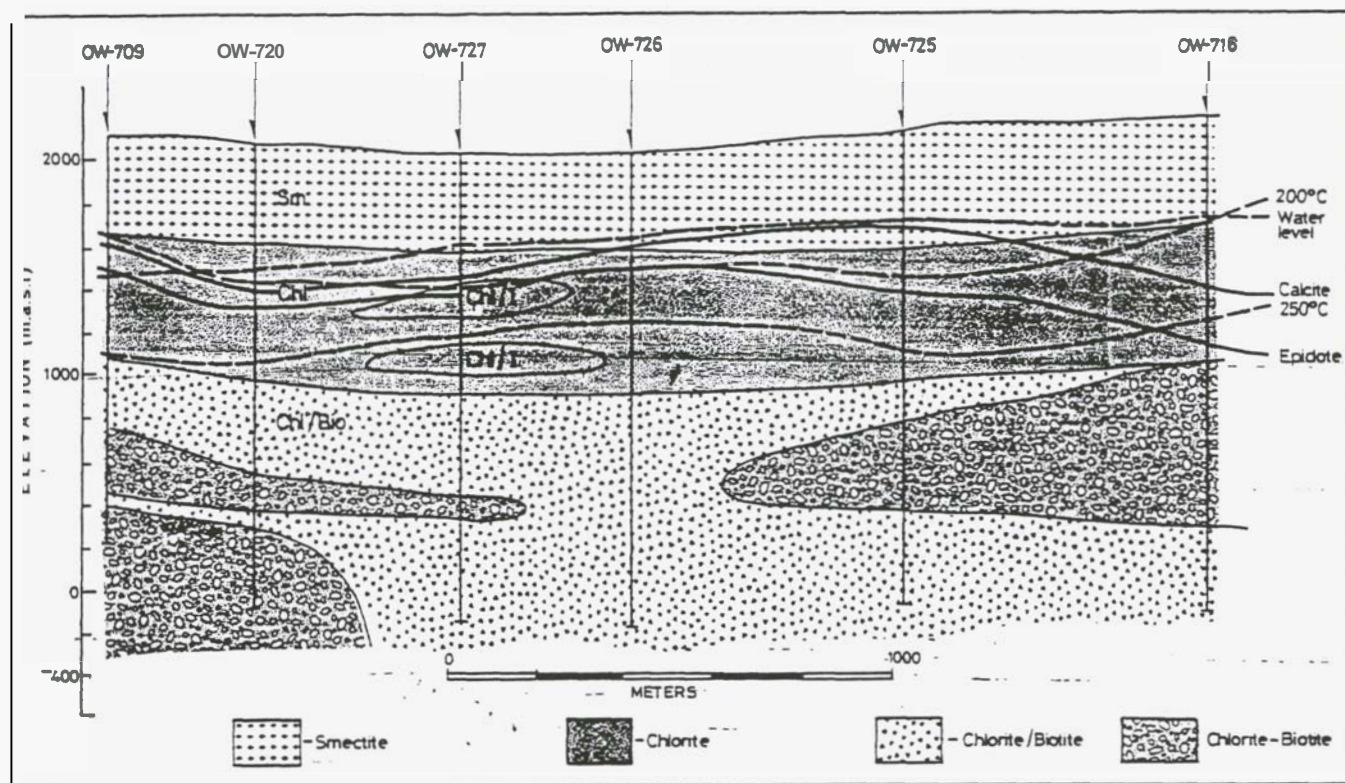 OW-709 OW-720 OW-727 OW-726 OW-725 OW-716
2000
Sm
200°C
Water
level
Chl
Chl/I
Calcite
250°C
Chl/I
Epidote
1000
Chl/Bio
ELEVATION (m.a.s.l)
0
-400
0 1000
METERS
-Smectite
-Chlorite
-Chlorite/Biotite
Chlorite-Biotite